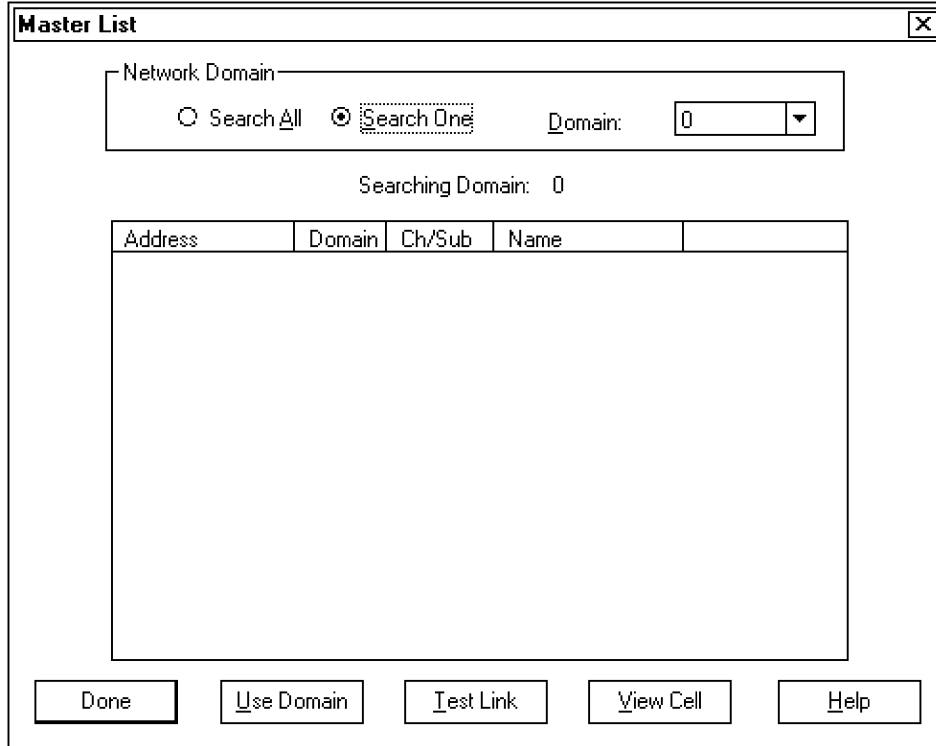 Master List
Network Domain
Search All Search One Domain: 0
Searching Domain: 0
Address Domain Ch/Sub Name
Done Use Domain Test Link View Cell Help